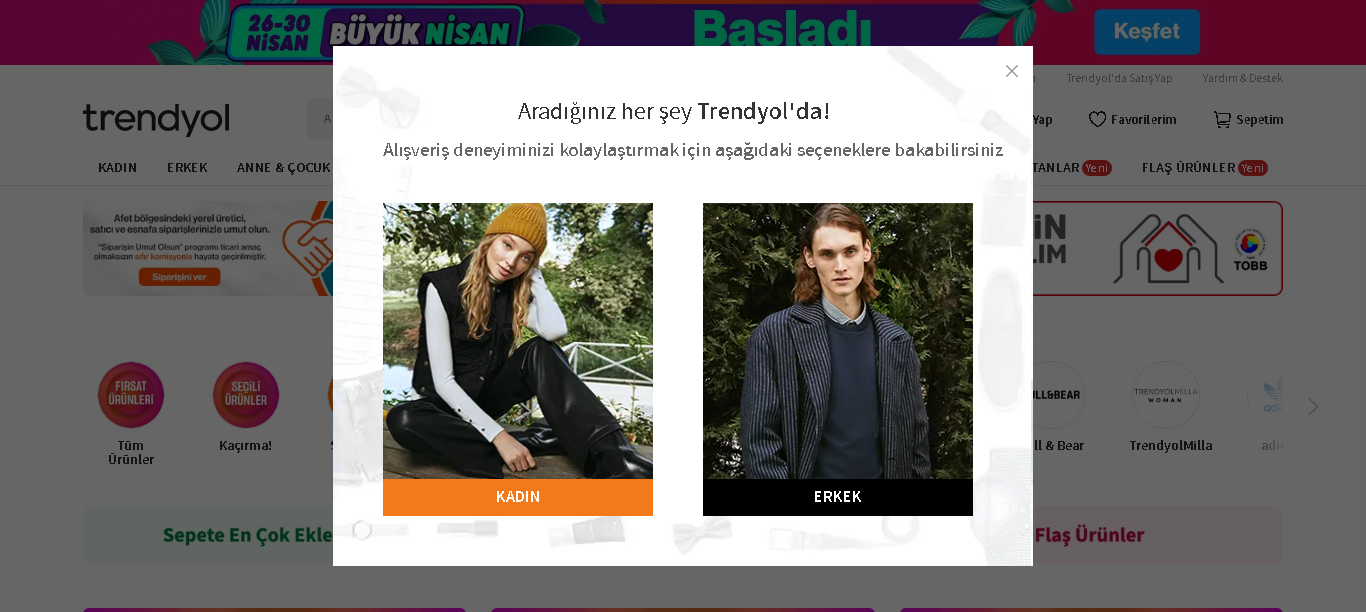 26-30
NİSAN
BÜYÜK NİSAN
Başladı
Keşfet
Trendyol'da Satış Yap
Yardım & Destek
trendyol
Yap
Favorilerim
Sepetim
KADIN
ERKEK
ANNE & ÇOCUK
FLAŞ ÜRÜNLER Yeni
Yeni
Aradığınız her şey Trendyol'da!
Alışveriş deneyiminizi kolaylaştırmak için aşağıdaki seçeneklere bakabilirsiniz
Afet bölgesindeki yerel üretici,
satıcı ve esnafa siparişlerinizle umut olun.
"Siparişin Umut Olsun" programı ticari amaç
olmaksızın sıfır komisyonla hayata geçirilmiştir.
Siparişini ver
TOBB
KADIN
ERKEK
FIRSAT
ÜRÜNLERİ
Tüm
Ürünler
SEÇİLİ
ÜRÜNLER
Kaçırma!
LL&BEAR
ll & Bear
TRENDYOLMILLA
WOMAN
TrendyolMilla
Sepete En Çok Ekle
Flaş Ürünler